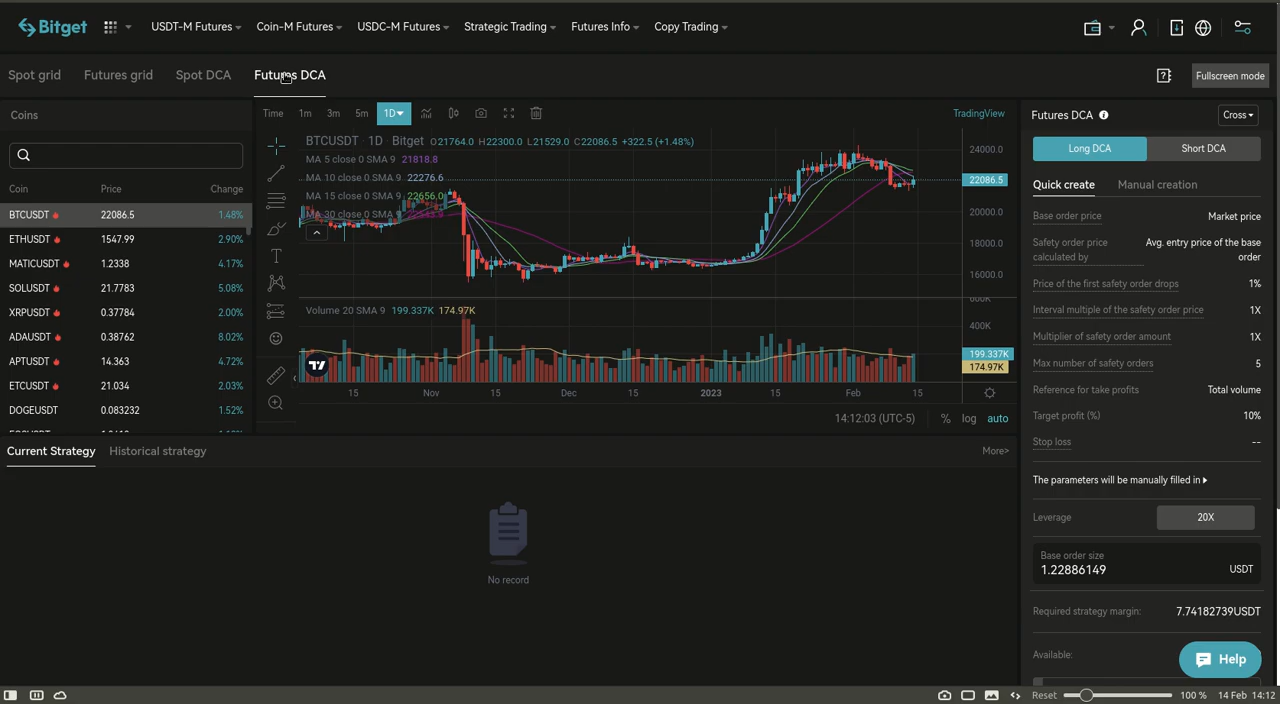 Bitget
USDT-M Futures
Coin-M Futures
USDC-M Futures
Strategic Trading
Futures Info
Copy Trading
Spot grid
Futures grid
Spot DCA
Futures DCA
Fullscreen mode
Coins
Coin Price Change
BTCUSDT 22086.5 1.48%
ETHUSDT 1547.99 2.90%
MATICUSDT 1.2338 4.17%
SOLUSDT 21.7783 5.08%
XRPUSDT 0.37784 2.00%
ADAUSDT 0.38762 8.02%
APTUSDT 14.363 4.72%
ETCUSDT 21.034 2.03%
DOGEUSDT 0.083232 1.52%
Time 1m 3m 5m 1D
TradingView
BTCUSDT · 1D · Bitget O21764.0 H22300.0 L21529.0 C22086.5 +322.5 (+1.48%)
MA 5 close 0 SMA 9 21818.8
MA 10 close 0 SMA 9 22276.6
MA 15 close 0 SMA 9 22656.0
MA 30 close 0 SMA 9
24000.0
22086.5
20000.0
18000.0
16000.0
Volume 20 SMA 9 199.337K 174.97K
600K
400K
199.337K
174.97K
15 Nov 15 Dec 15 2023 15 Feb 15
14:12:03 (UTC-5) % log auto
Current Strategy
Historical strategy
More>
No record
Futures DCA
Cross
Long DCA
Short DCA
Quick create
Manual creation
Base order price Market price
Safety order price calculated by Avg. entry price of the base order
Price of the first safety order drops 1%
Interval multiple of the safety order price 1X
Multiplier of safety order amount 1X
Max number of safety orders 5
Reference for take profits Total volume
Target profit (%) 10%
Stop loss --
The parameters will be manually filled in
Leverage 20X
Base order size
1.22886149 USDT
Required strategy margin: 7.74182739USDT
Available:
Help
Reset 100 % 14 Feb 14:12